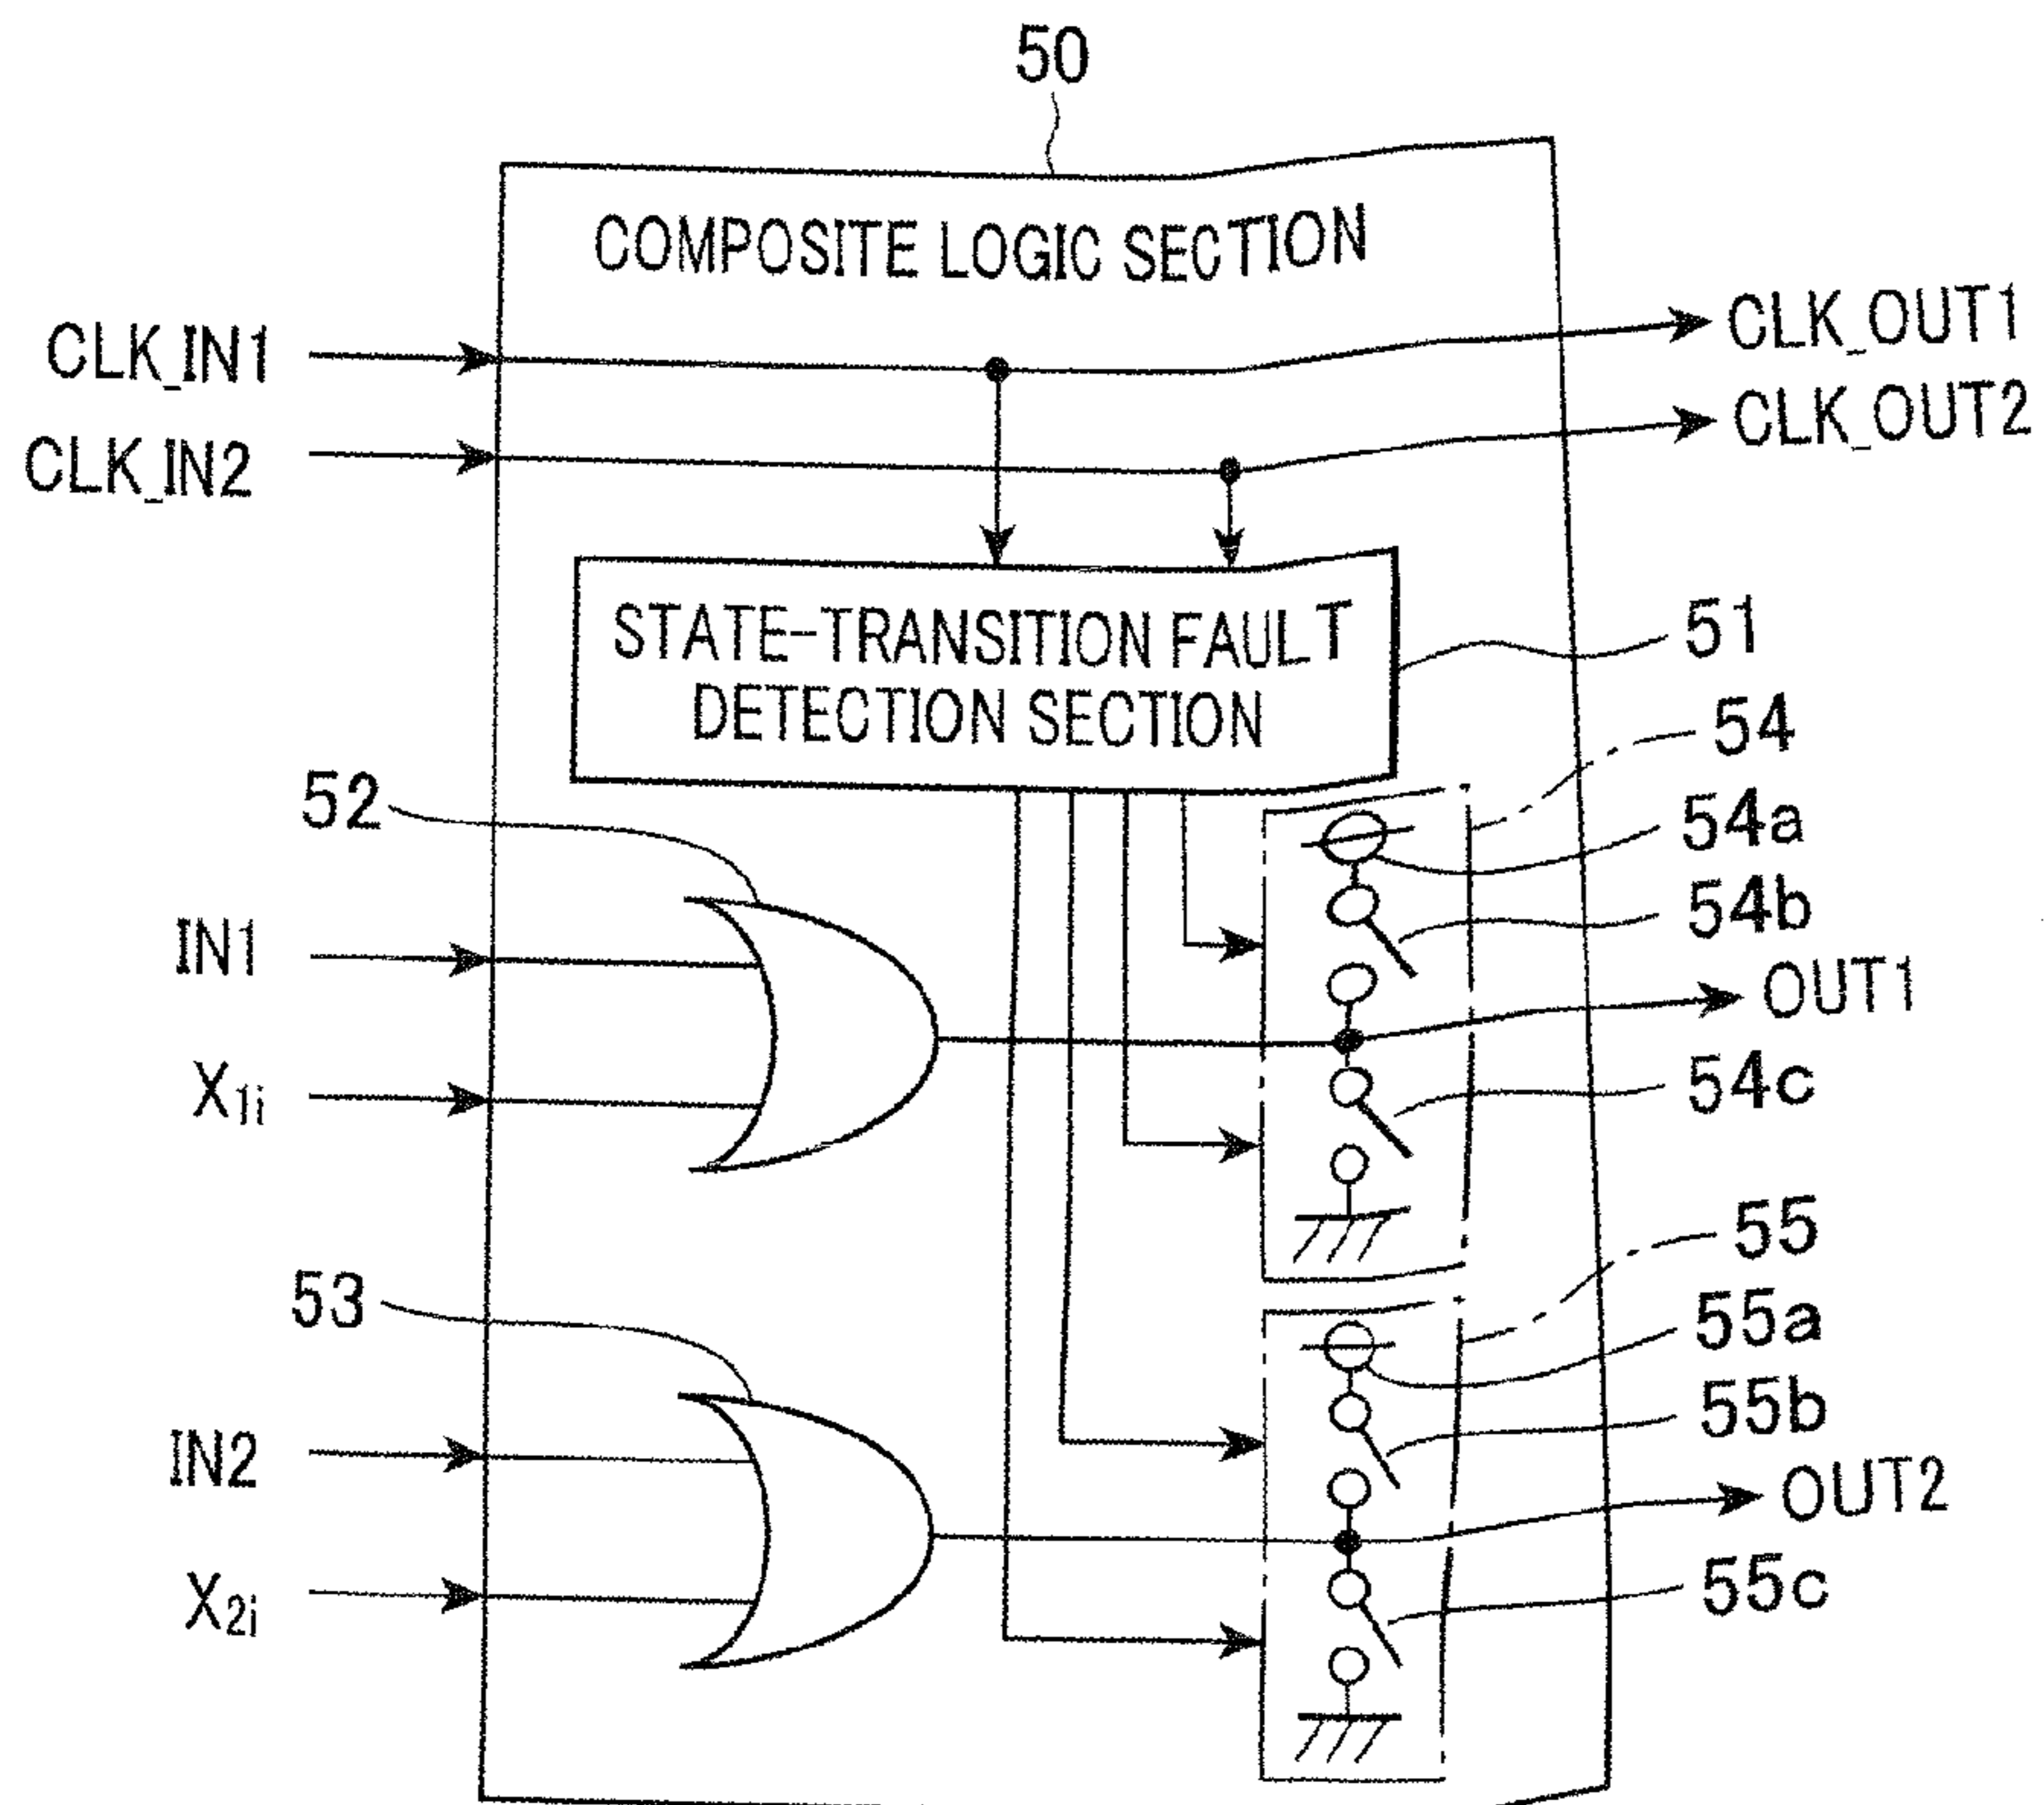 50
COMPOSITE LOGIC SECTION
CLK_IN1
CLK_OUT1
CLK_IN2
CLK_OUT2
STATE-TRANSITION FAULT
DETECTION SECTION
51
54
52
54a
54b
IN1
OUT1
X1i
54c
55
53
55a
55b
IN2
OUT2
X2i
55c